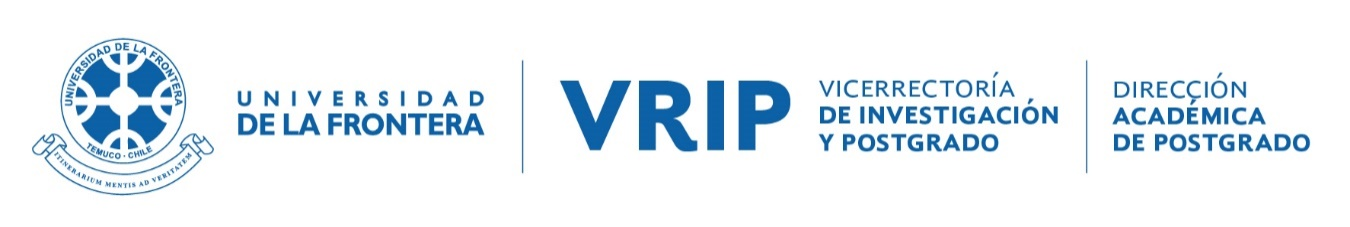 UNIVERSIDAD DE LA FRONTERA
TEMUCO - CHILE
ITINERARIUM MENTIS AD VERITATEM
UNIVERSIDAD
DE LA FRONTERA
VRIP
VICERRECTORÍA
DE INVESTIGACIÓN
Y POSTGRADO
DIRECCIÓN
ACADÉMICA
DE POSTGRADO